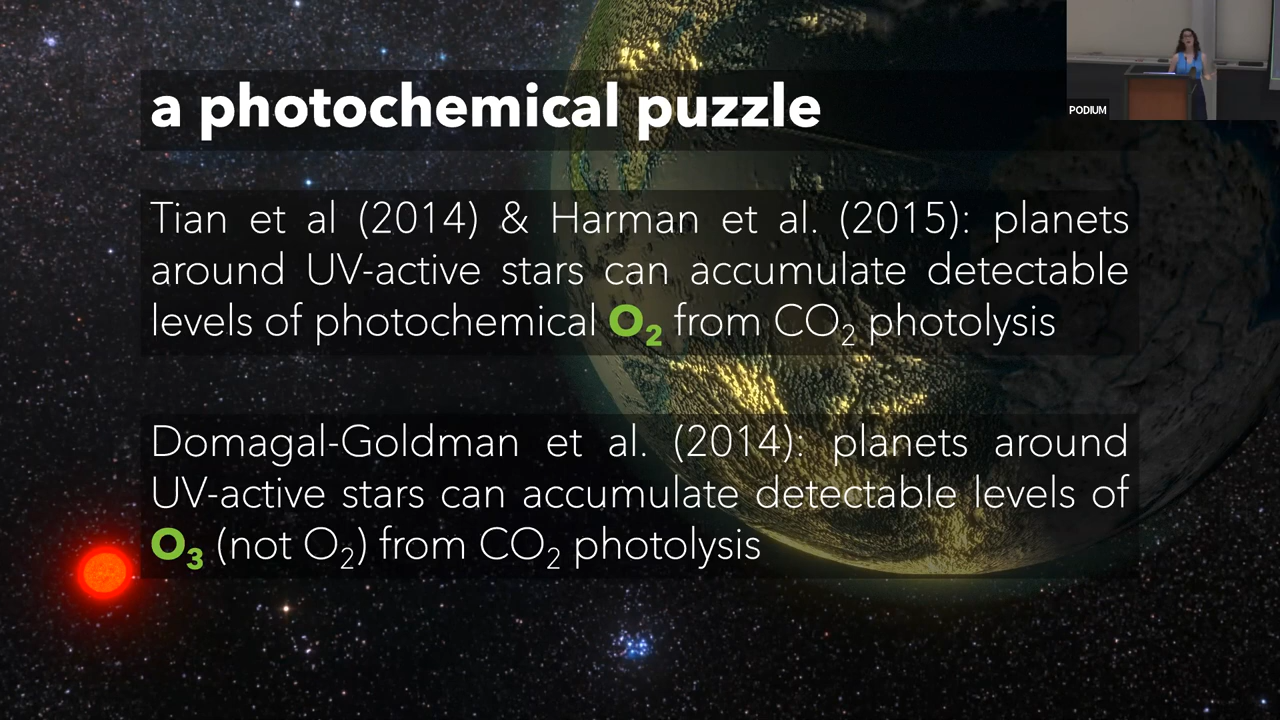 a photochemical puzzle
PODIUM
Tian et al (2014) & Harman et al. (2015): planets
around UV-active stars can accumulate detectable
levels of photochemical O₂ from CO₂ photolysis
Domagal-Goldman et al. (2014): planets around
UV-active stars can accumulate detectable levels of
O₃ (not O₂) from CO₂ photolysis